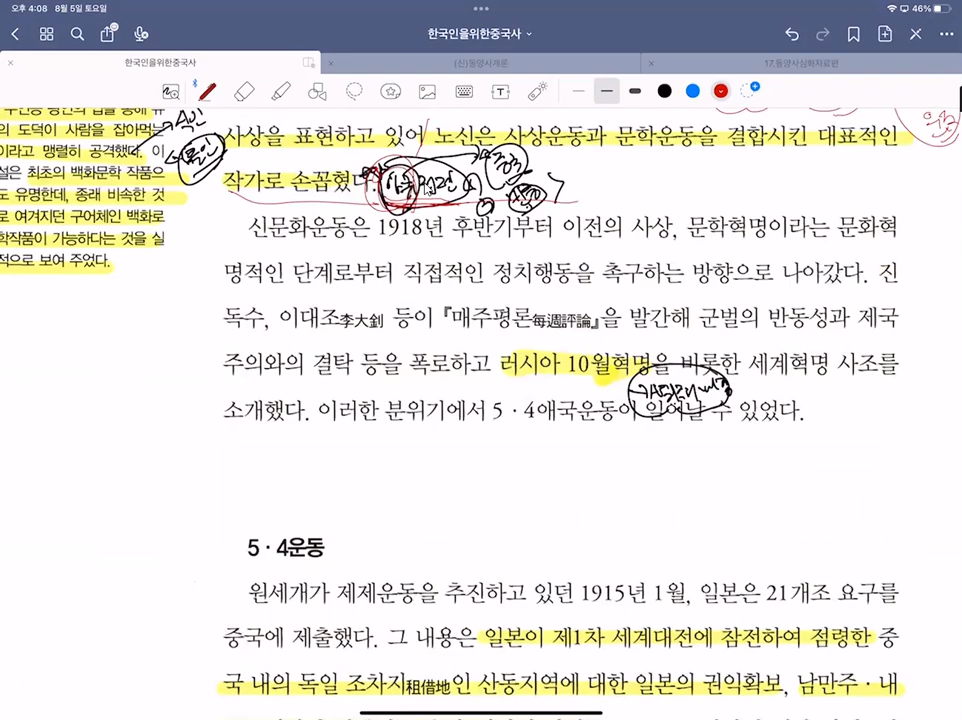 오후 4:08 8월 5일 토요일
46%
한국인을위한중국사
한국인을위한중국사
(신)동양사개론
17.동양사심화자료편
의 도덕이 사람을 잡아먹는
이라고 맹렬히 공격했다. 이
설은 최초의 백화문학 작품으
로 유명한데, 종래 비속한 것
로 여겨지던 구어체인 백화로
학작품이 가능하다는 것을 실
적으로 보여 주었다.
사상을 표현하고 있어 노신은 사상운동과 문학운동을 결합시킨 대표적인
작가로 손꼽혔다
신문화운동은 1918년 후반기부터 이전의 사상, 문학혁명이라는 문화혁
명적인 단계로부터 직접적인 정치행동을 촉구하는 방향으로 나아갔다. 진
독수, 이대조李大釗 등이 『매주평론每週評論』을 발간해 군벌의 반동성과 제국
주의와의 결탁 등을 폭로하고 러시아 10월혁명을 비롯한 세계혁명 사조를
소개했다. 이러한 분위기에서 5·4애국운동이 일어날 수 있었다.
5·4운동
원세개가 제제운동을 추진하고 있던 1915년 1월, 일본은 21개조 요구를
중국에 제출했다. 그 내용은 일본이 제1차 세계대전에 참전하여 점령한 중
국 내의 독일 조차지租借地인 산동지역에 대한 일본의 권익확보, 남만주·내